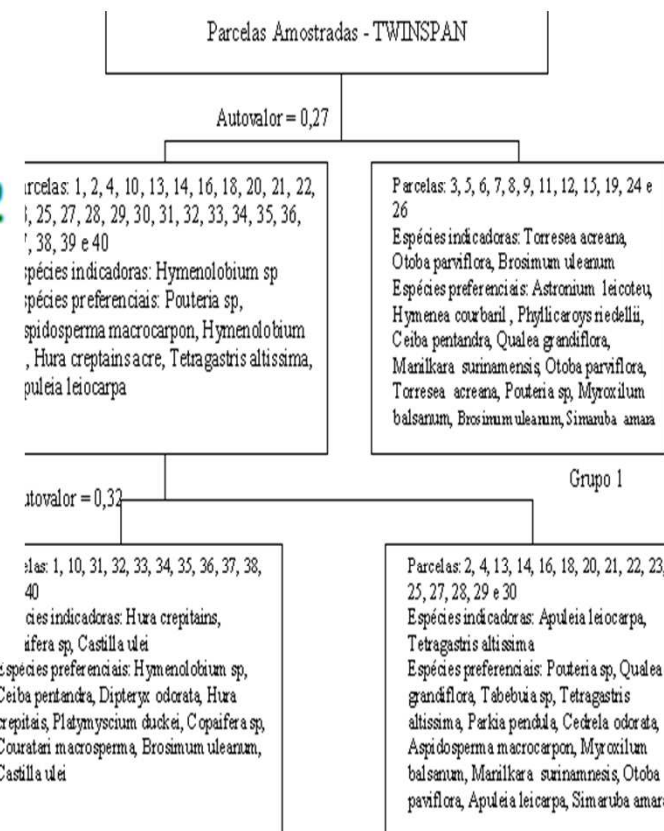 Parcelas Amostradas - TWINSPAN
Autovalor = 0,27
rcelas: 1, 2, 4, 10, 13, 14, 16, 18, 20, 21, 22,
, 25, 27, 28, 29, 30, 31, 32, 33, 34, 35, 36,
, 38, 39 e 40
pécies indicadoras: Hymenolobium sp
pécies preferenciais: Pouteria sp,
spidosperma macrocarpon, Hymenolobium
, Hura creptains acre, Tetragastris altissima,
puleia leiocarpa
Parcelas: 3, 5, 6, 7, 8, 9, 11, 12, 15, 19, 24 e
26
Espécies indicadoras: Torresea acreana,
Otoba parviflora, Brosimum uleanum
Espécies preferenciais: Astronium leicoteu,
Hymenea courbaril , Phyllicaroys riedellii,
Ceiba pentandra, Qualea grandiflora,
Manilkara surinamensis, Otoba parviflora,
Torresea acreana, Pouteria sp, Myroxilum
balsanum, Brosimum uleanum, Simaruba amara
Grupo 1
utovalor = 0,32
elas: 1, 10, 31, 32, 33, 34, 35, 36, 37, 38,
40
cies indicadoras: Hura crepitains,
ifera sp, Castilla ulei
Espécies preferenciais: Hymenolobium sp,
Ceiba pentandra, Dipteryx odorata, Hura
crepitais, Platymyscium duckei, Copaifera sp,
Couratari macrosperma, Brosimum uleanum,
Castilla ulei
Parcelas: 2, 4, 13, 14, 16, 18, 20, 21, 22, 23,
25, 27, 28, 29 e 30
Espécies indicadoras: Apuleia leiocarpa,
Tetragastris altissima
Espécies preferenciais: Pouteria sp, Qualea
grandiflora, Tabebuia sp, Tetragastris
altissima, Parkia pendula, Cedrela odorata,
Aspidosperma macrocarpon, Myroxilum
balsanum, Manilkara surinamnesis, Otoba
paviflora, Apuleia leicarpa, Simaruba amara